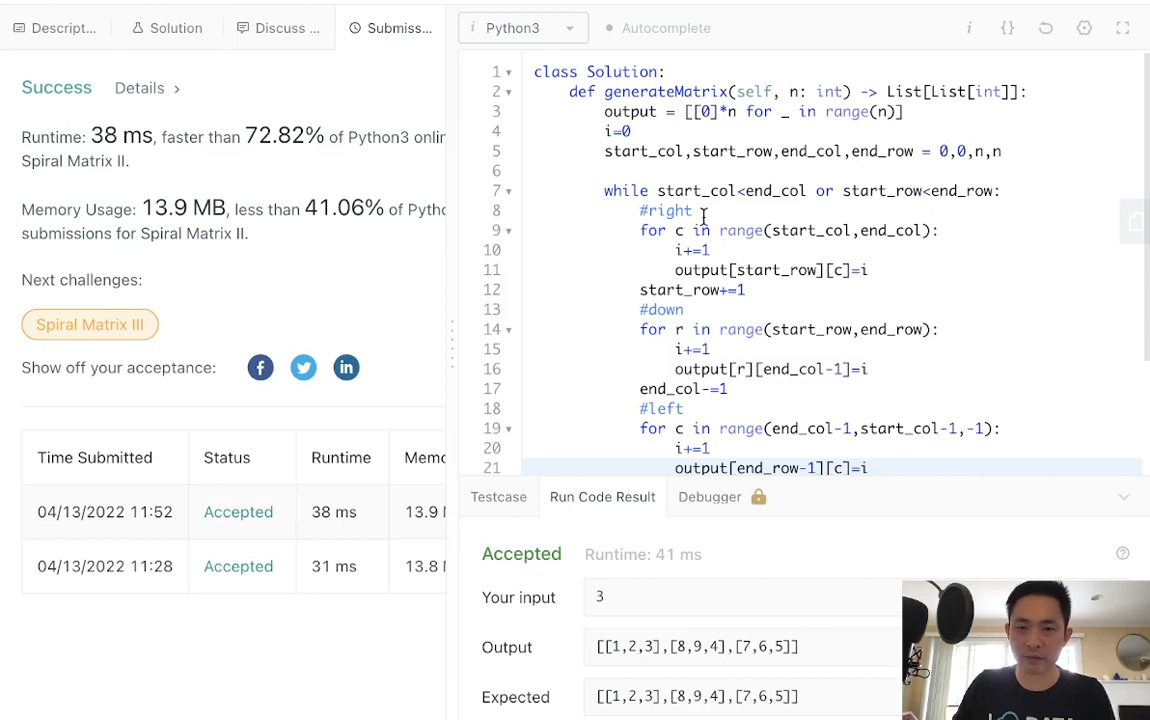 Descript...
Solution
Discuss ...
Submiss...
i Python3
Autocomplete
i {}
Success Details >
Runtime: 38 ms, faster than 72.82% of Python3 onlin
Spiral Matrix II.
Memory Usage: 13.9 MB, less than 41.06% of Pytho
submissions for Spiral Matrix II.
Next challenges:
Spiral Matrix III
Show off your acceptance:
Time Submitted Status Runtime Memo
04/13/2022 11:52 Accepted 38 ms 13.9 M
04/13/2022 11:28 Accepted 31 ms 13.8 M
1 class Solution:
2 def generateMatrix(self, n: int) -> List[List[int]]:
3 output = [[0]*n for _ in range(n)]
4 i=0
5 start_col,start_row,end_col,end_row = 0,0,n,n
6
7 while start_col<end_col or start_row<end_row:
8 #right
9 for c in range(start_col,end_col):
10 i+=1
11 output[start_row][c]=i
12 start_row+=1
13 #down
14 for r in range(start_row,end_row):
15 i+=1
16 output[r][end_col-1]=i
17 end_col-=1
18 #left
19 for c in range(end_col-1,start_col-1,-1):
20 i+=1
21 output[end_row-1][c]=i
Testcase Run Code Result Debugger
Accepted Runtime: 41 ms
Your input 3
Output [[1,2,3],[8,9,4],[7,6,5]]
Expected [[1,2,3],[8,9,4],[7,6,5]]